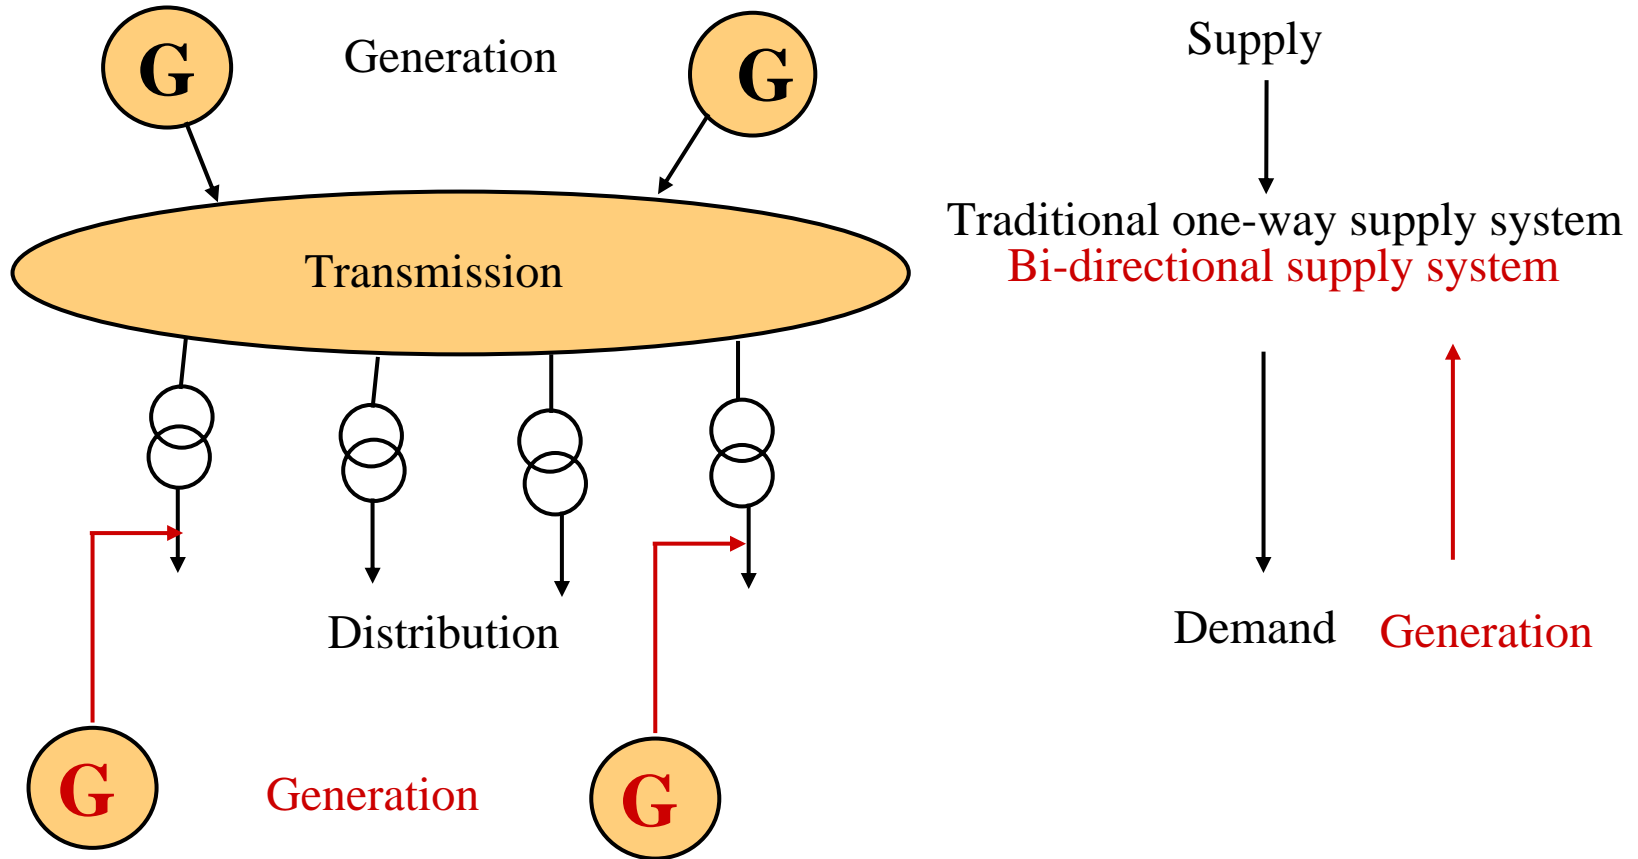 G
Generation
G
Supply
Traditional one-way supply system
Bi-directional supply system
Transmission
Distribution
Demand
Generation
G
Generation
G